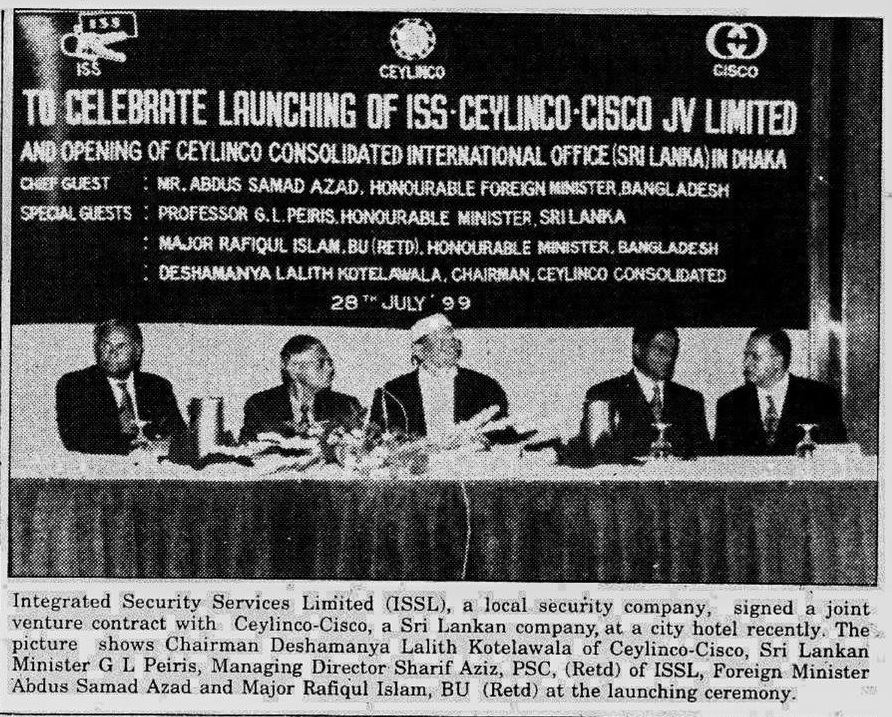 ISS
ISS
CEYLINCO
CISCO
TO CELEBRATE LAUNCHING OF ISS·CEYLINCO·CISCO JV LIMITED
AND OPENING OF CEYLINCO CONSOLIDATED INTERNATIONAL OFFICE (SRI LANKA) IN DHAKA
CHIEF GUEST : MR. ABDUS SAMAD AZAD, HONOURABLE FOREIGN MINISTER, BANGLADESH
SPECIAL GUESTS : PROFESSOR G.L. PEIRIS, HONOURABLE MINISTER, SRI LANKA
: MAJOR RAFIQUL ISLAM, BU (RETD), HONOURABLE MINISTER, BANGLADESH
: DESHAMANYA LALITH KOTELAWALA, CHAIRMAN, CEYLINCO CONSOLIDATED
28TH JULY '99
Integrated Security Services Limited (ISSL), a local security company, signed a joint
venture contract with Ceylinco-Cisco, a Sri Lankan company, at a city hotel recently. The
picture shows Chairman Deshamanya Lalith Kotelawala of Ceylinco-Cisco, Sri Lankan
Minister G L Peiris, Managing Director Sharif Aziz, PSC, (Retd) of ISSL, Foreign Minister
Abdus Samad Azad and Major Rafiqul Islam, BU (Retd) at the launching ceremony.